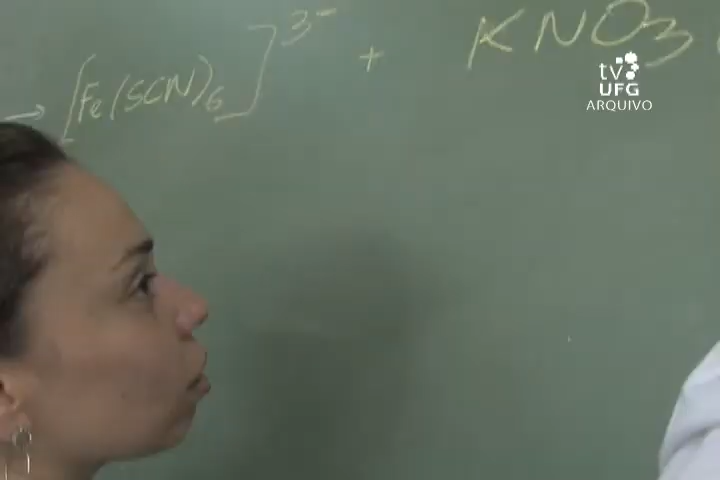 → [Fe(SCN)6]3- + KNO3
tv
UFG
ARQUIVO